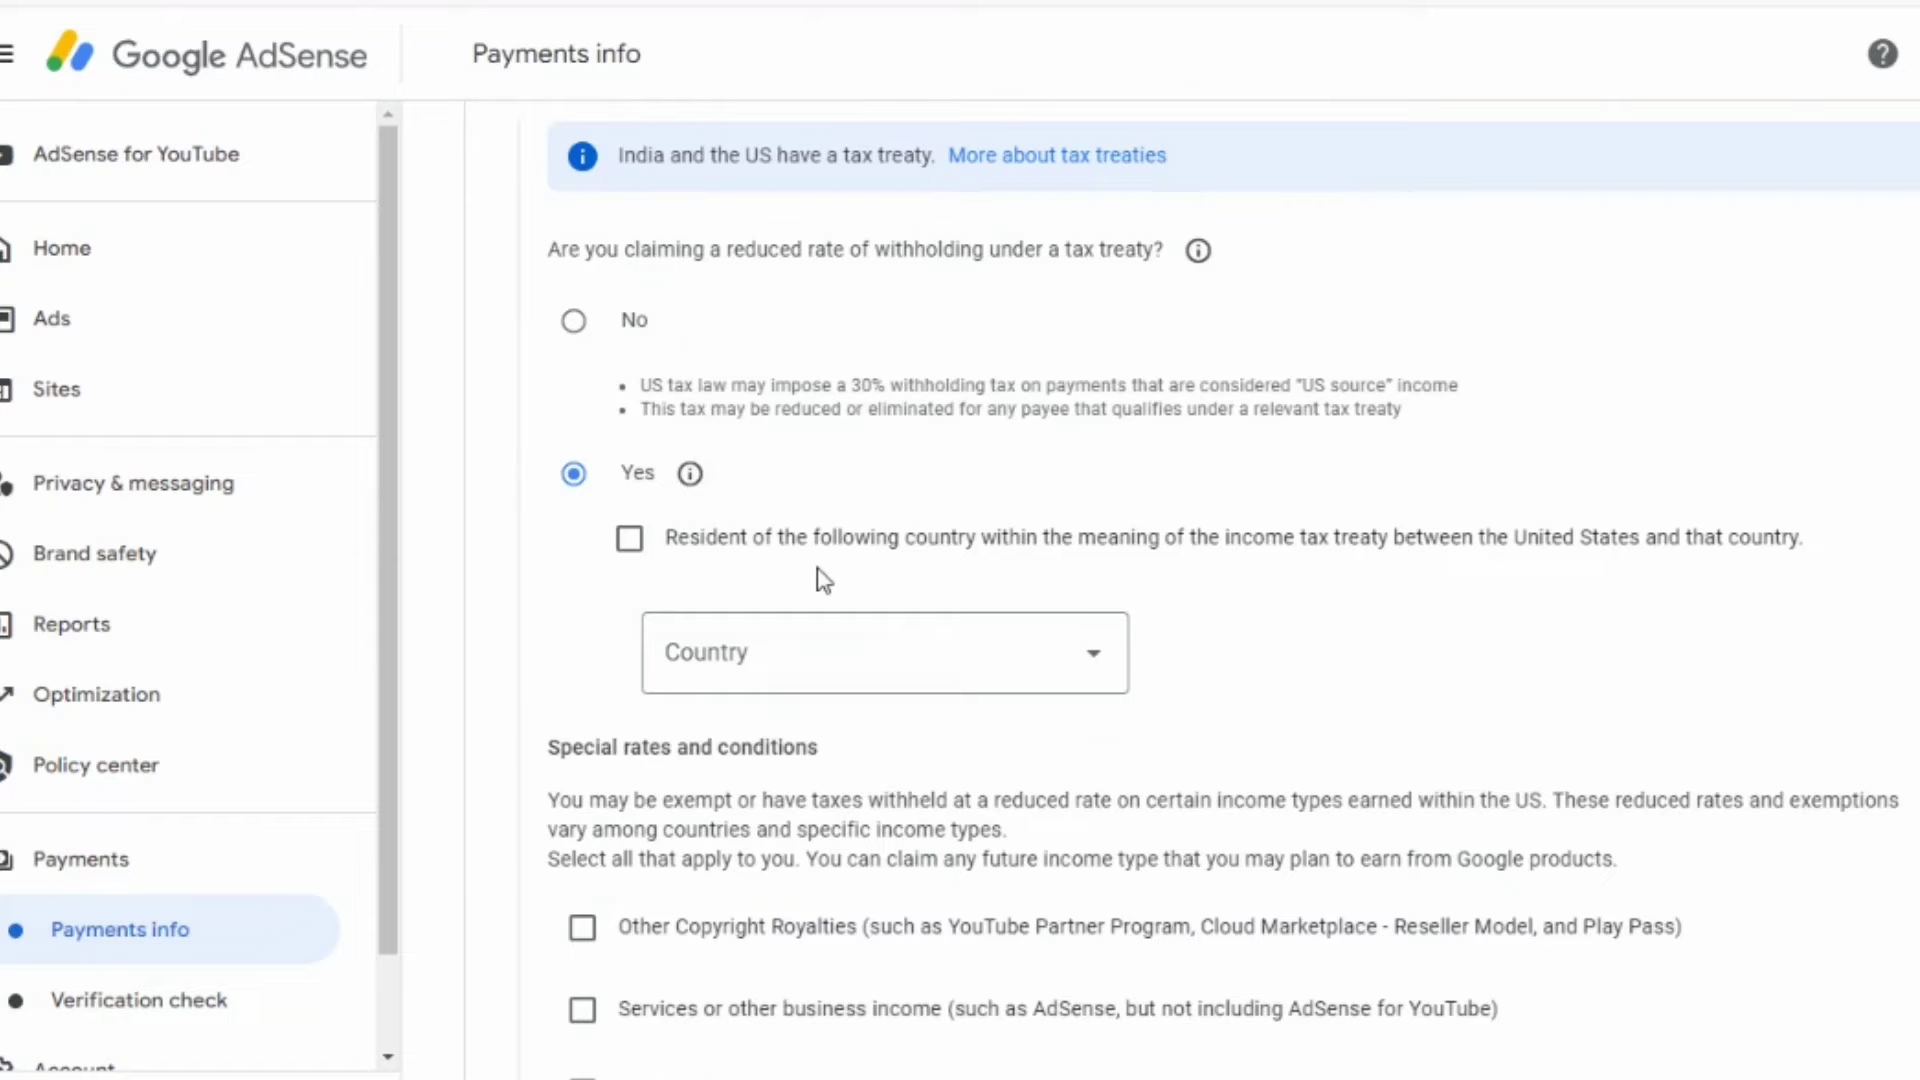 Google AdSense
Payments info
AdSense for YouTube
Home
Ads
Sites
Privacy & messaging
Brand safety
Reports
Optimization
Policy center
Payments
Payments info
Verification check
Account
India and the US have a tax treaty. More about tax treaties
Are you claiming a reduced rate of withholding under a tax treaty?
No
• US tax law may impose a 30% withholding tax on payments that are considered "US source" income
• This tax may be reduced or eliminated for any payee that qualifies under a relevant tax treaty
Yes
Resident of the following country within the meaning of the income tax treaty between the United States and that country.
Country
Special rates and conditions
You may be exempt or have taxes withheld at a reduced rate on certain income types earned within the US. These reduced rates and exemptions
vary among countries and specific income types.
Select all that apply to you. You can claim any future income type that you may plan to earn from Google products.
Other Copyright Royalties (such as YouTube Partner Program, Cloud Marketplace - Reseller Model, and Play Pass)
Services or other business income (such as AdSense, but not including AdSense for YouTube)